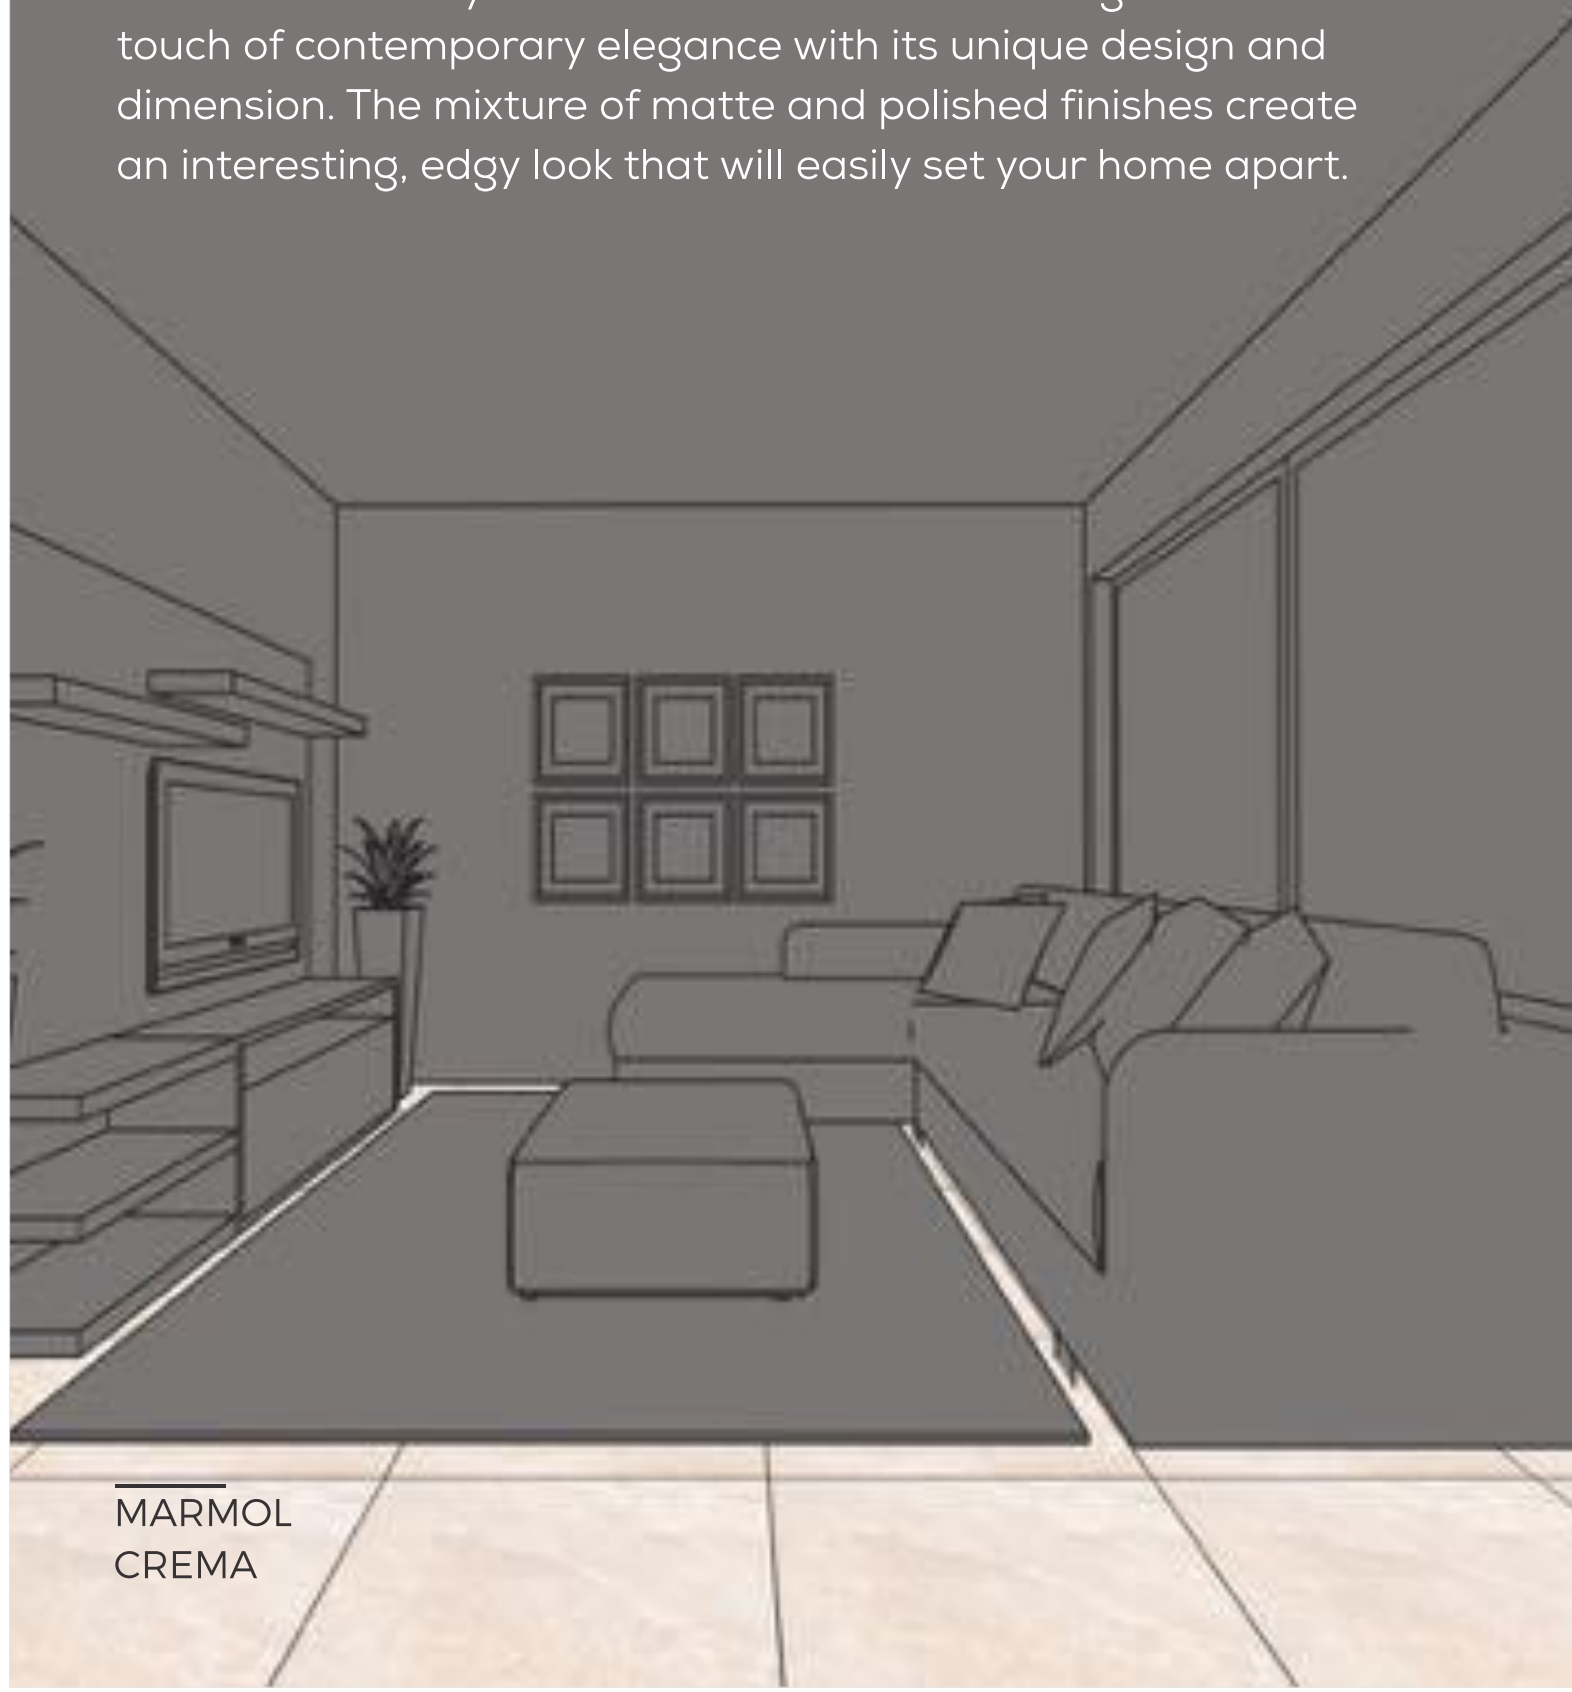 touch of contemporary elegance with its unique design and
dimension. The mixture of matte and polished finishes create
an interesting, edgy look that will easily set your home apart.
MARMOL
CREMA